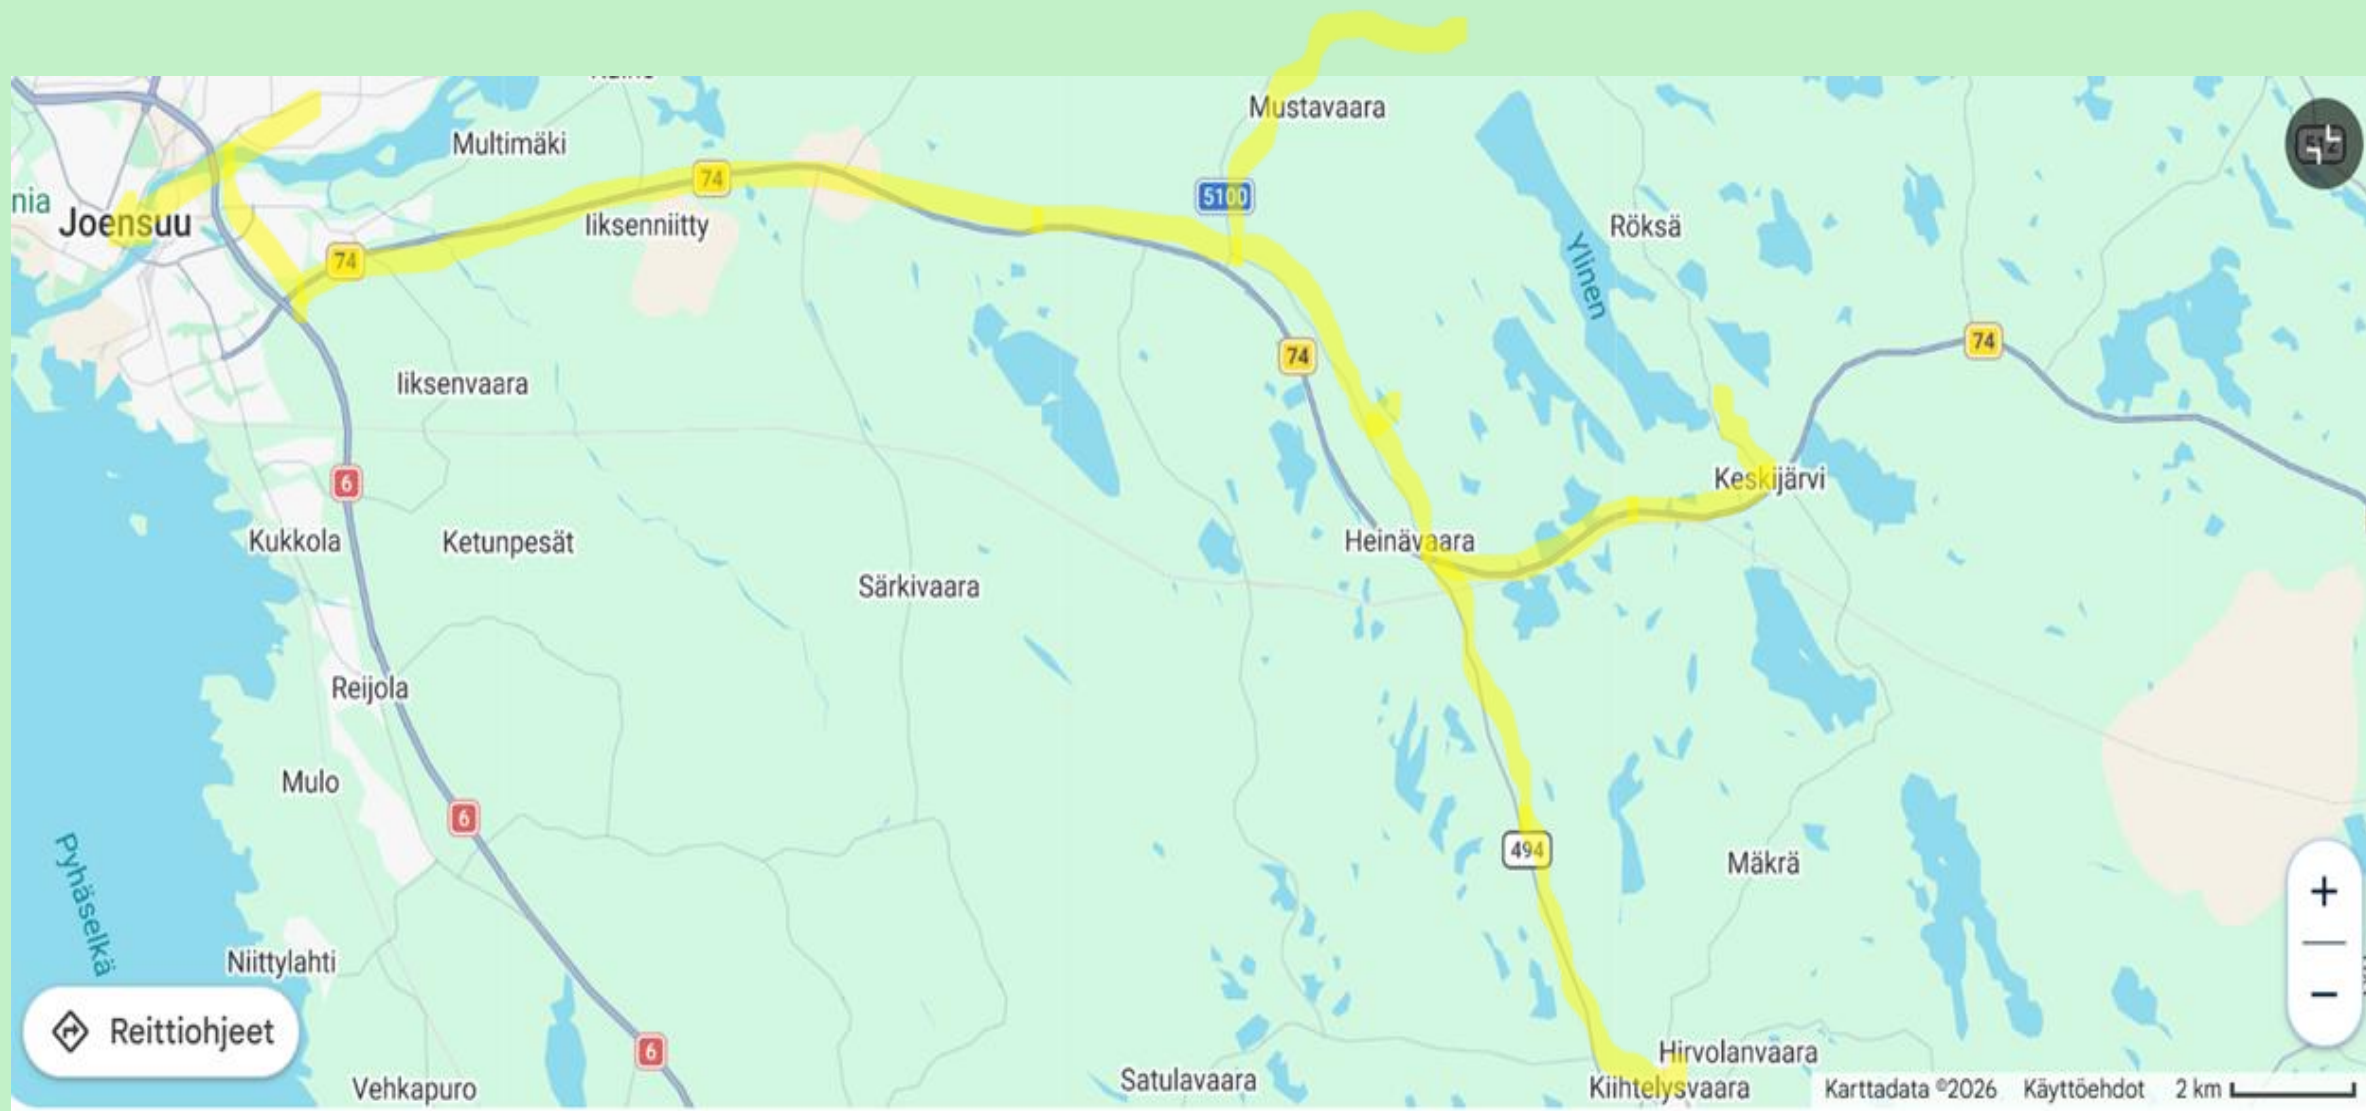 Mustavaara
Multimäki
nia
Joensuu
74
5100
Iiksenniitty
Röksä
Ylinen
74
74
74
Iiksenvaara
6
Keskijärvi
Kukkola
Ketunpesät
Heinävaara
Särkivaara
Reijola
Mulo
6
494
Mäkrä
Pyhäselkä
+
Niittylahti
−
Reittiohjeet
6
Hirvolanvaara
Vehkapuro
Satulavaara
Kiihtelysvaara
Karttadata ©2026 Käyttöehdot 2 km